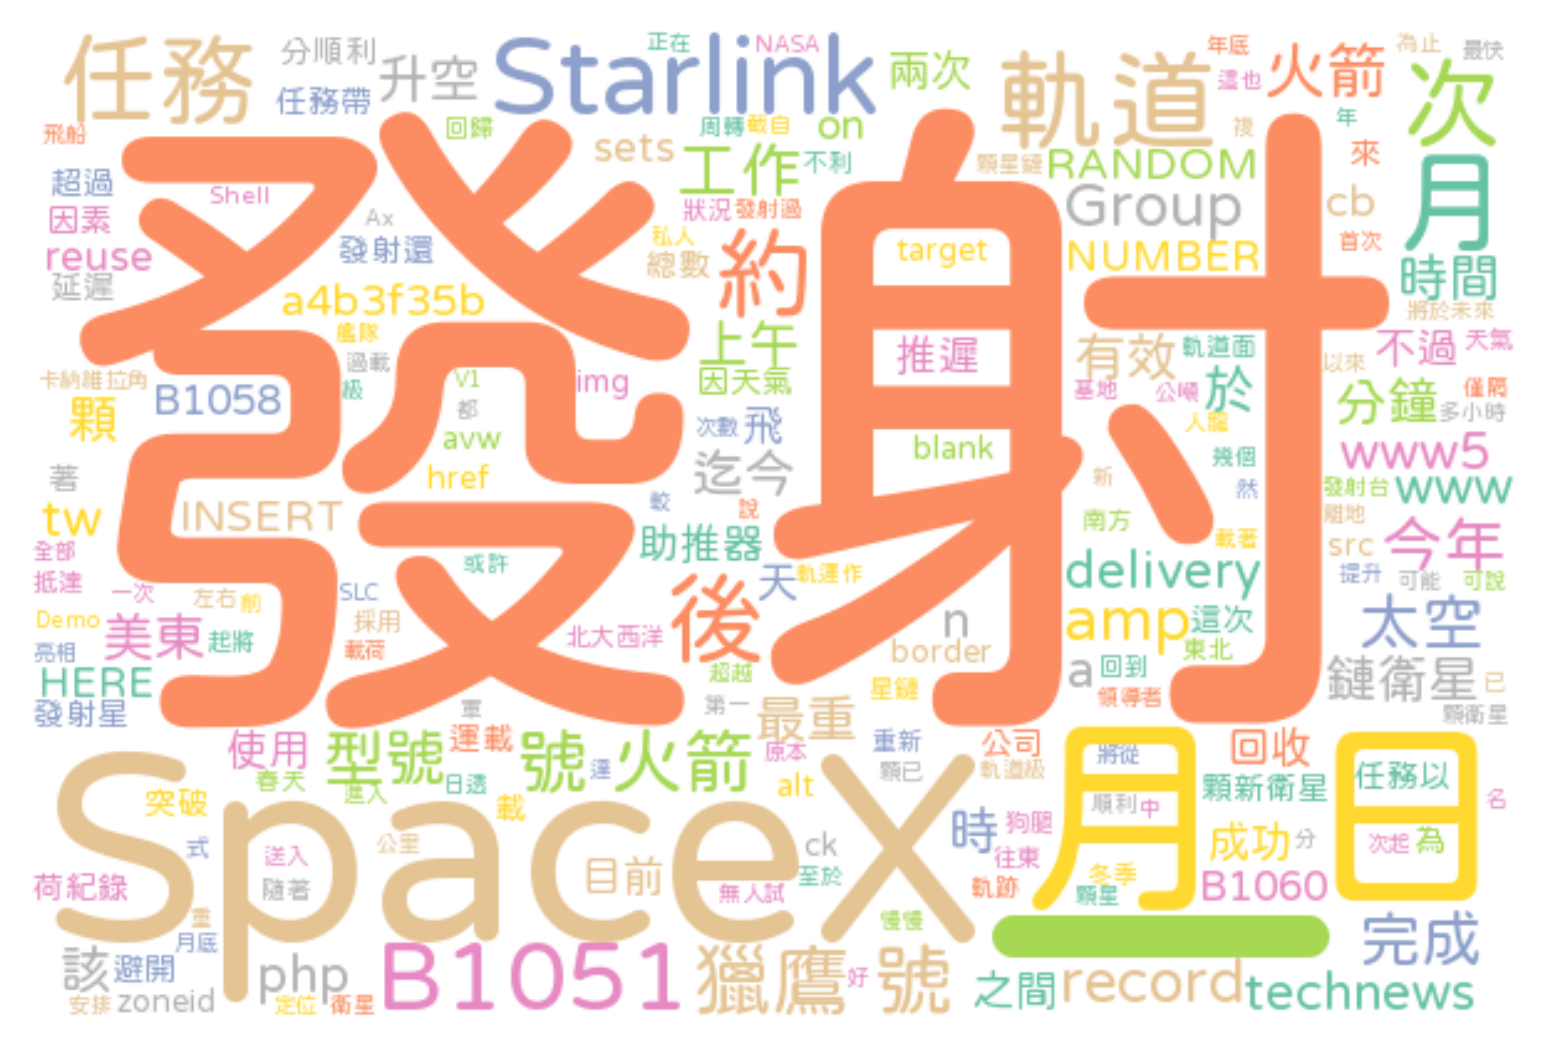 任務
分順利
升空
任務帶
Starlink
正在
NASA
兩次
軌道
年底
這也
火箭
為止
最快
次
飛船
回歸
周轉
載自
on
sets
工作
不利
顆星鏈
RANDOM
複
年
來
月
超過
Shell
因素
Ax
發射還
reuse
延遲
狀況
發射過
私人
總數
約
target
Group
NUMBER
cb
首次
時間
將於未來
發射
a4b3f35b
艦隊
過載
級
V1
都
img
上午
因天氣
推遲
有效
軌道面
基地
公噸
於
人龍
以來
不過
天氣
卡納維拉角
顆
B1058
avw
href
次數
飛
迄今
blank
分鐘
僅隔
多小時
幾個
然
新
www5
著
tw
INSERT
較
說
助推器
南方
載著
發射台
www
離地
src
今年
全部
抵達
一次
左右
前
或許
SLC
採用
天
軌運作
delivery
提升
可能
可說
Demo
美東
起將
載荷
北大西洋
後
n
border
amp
這次
東北
太空
亮相
HERE
發射星
超越
a
回到
領導者
鏈衛星
已
顆衛星
軍
第一
最重
星鏈
使用
型號
運載
號
火箭
原本
重新
公司
月
將從
回收
日
任務以
春天
進入
日透
達
alt
顆已
軌道級
顆新衛星
SpaceX
突破
載
式
送入
公里
隨著
目前
ck
至於
無人試
時
狗腿
往東
軌跡
順利
中
冬季
顆星
成功
分
B1060
次起
為
名
荷紀錄
重
月底
慢慢
一
完成
該
避開
php
安排
zoneid
定位
衛星
B1051
獵鷹
好
號
之間
record
technews